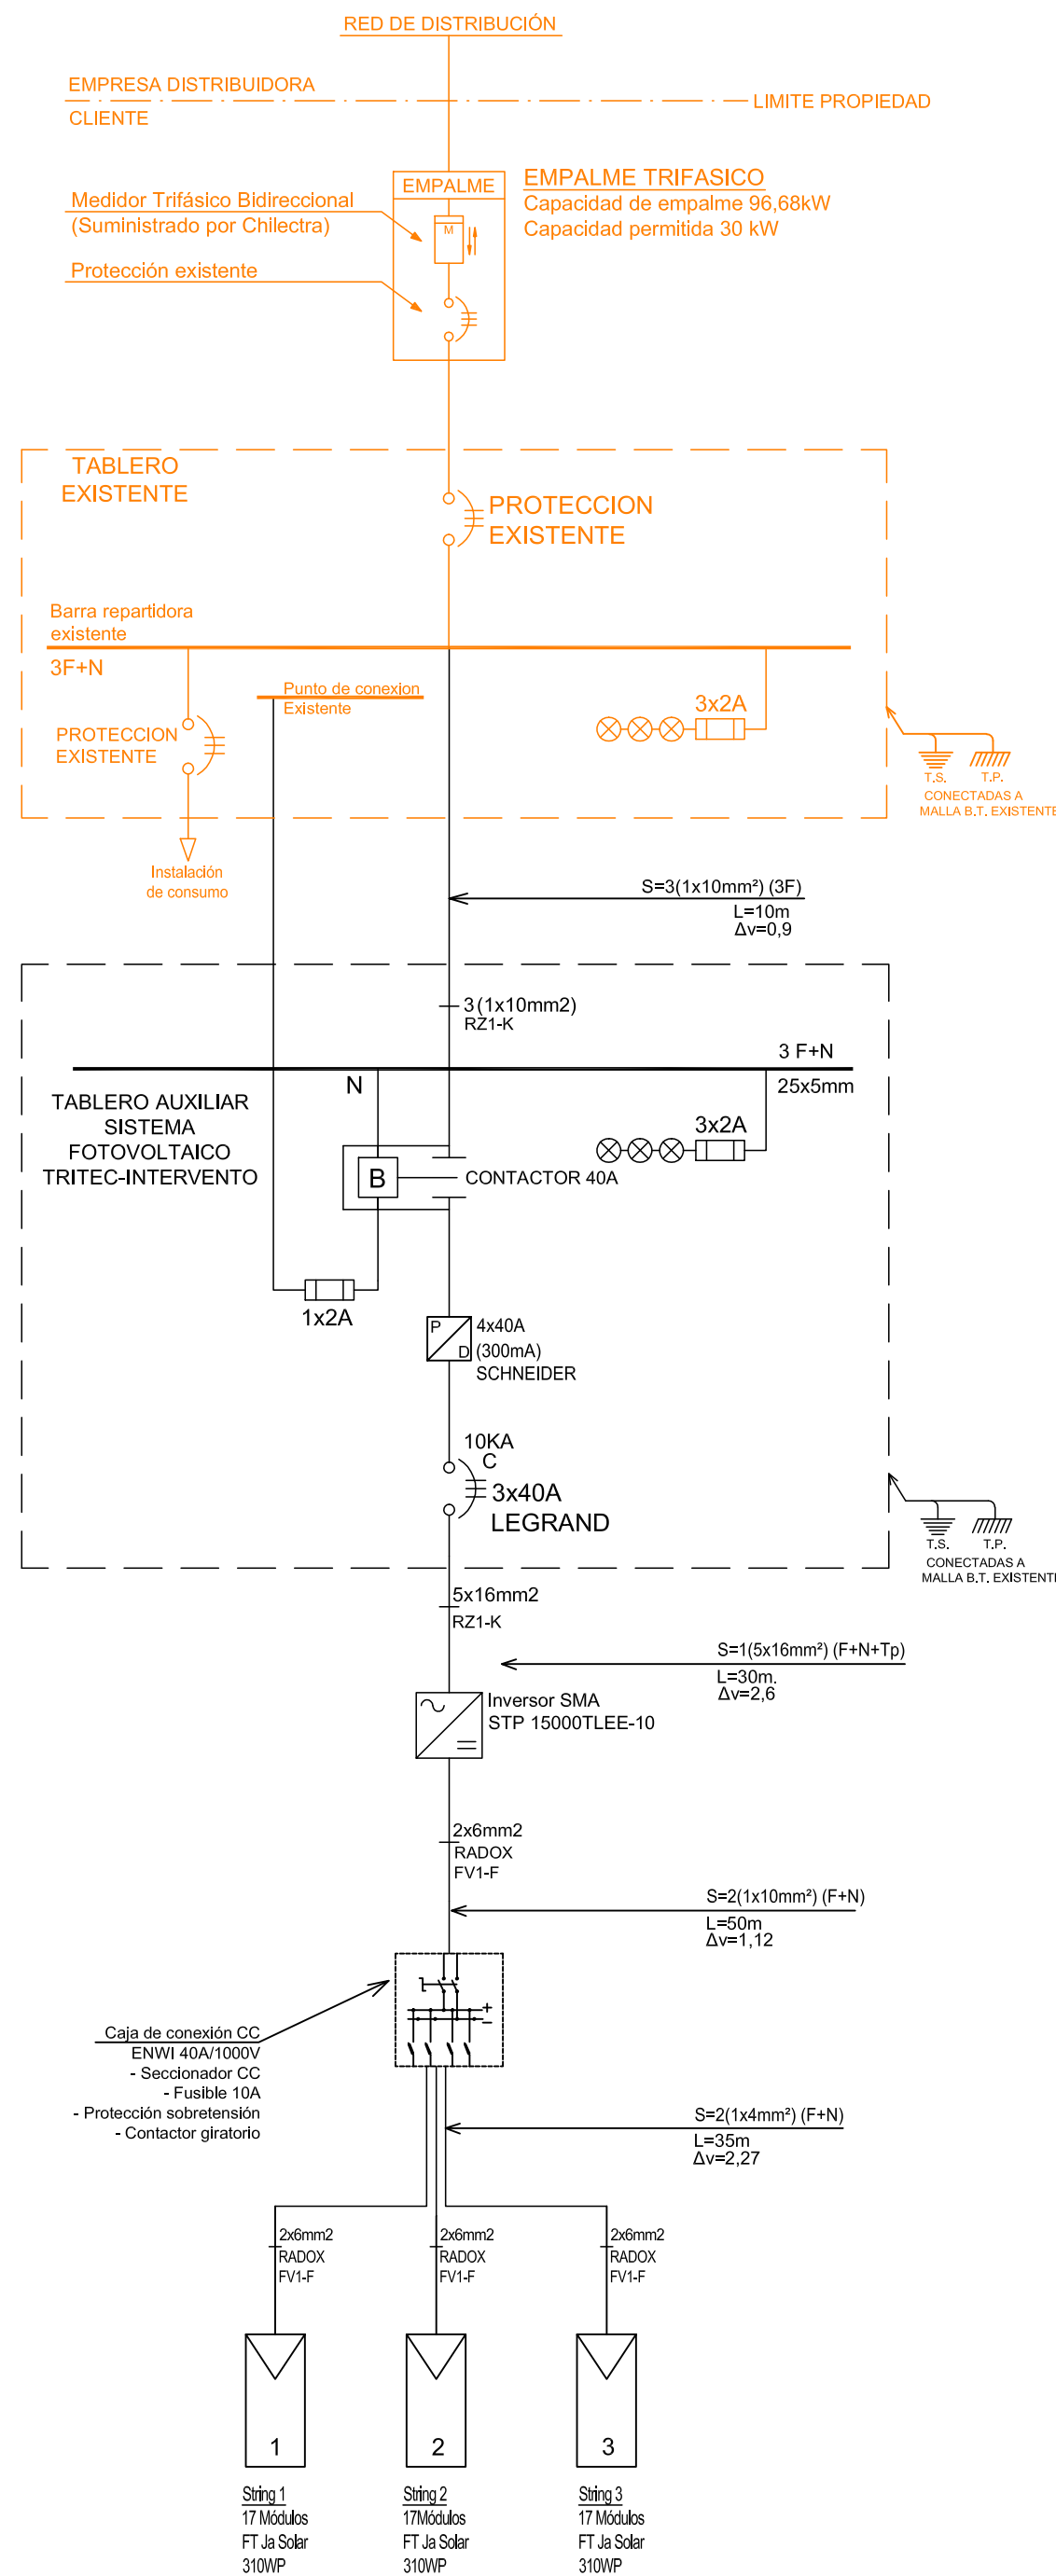 RED DE DISTRIBUCIÓN
EMPRESA DISTRIBUIDORA
LIMITE PROPIEDAD
CLIENTE
EMPALME
EMPALME TRIFASICO
Capacidad de empalme 96,68kW
Capacidad permitida 30 kW
Medidor Trifásico Bidireccional
(Suministrado por Chilectra)
M
Protección existente
TABLERO
EXISTENTE
PROTECCION
EXISTENTE
Barra repartidora
existente
3F+N
Punto de conexion
Existente
3x2A
PROTECCION
EXISTENTE
T.S.
T.P.
CONECTADAS A
MALLA B.T. EXISTENTE
Instalación
de consumo
S=3(1x10mm²) (3F)
L=10m
Δv=0,9
3(1x10mm2)
RZ1-K
3 F+N
25x5mm
N
TABLERO AUXILIAR
SISTEMA
FOTOVOLTAICO
TRITEC-INTERVENTO
3x2A
B
CONTACTOR 40A
1x2A
P
D
4x40A
(300mA)
SCHNEIDER
10KA
C
3x40A
LEGRAND
T.S.
T.P.
CONECTADAS A
MALLA B.T. EXISTENTE
5x16mm2
RZ1-K
S=1(5x16mm²) (F+N+Tp)
L=30m.
Δv=2,6
Inversor SMA
STP 15000TLEE-10
2x6mm2
RADOX
FV1-F
S=2(1x10mm²) (F+N)
L=50m
Δv=1,12
+
−
Caja de conexión CC
ENWI 40A/1000V
- Seccionador CC
- Fusible 10A
- Protección sobretensión
- Contactor giratorio
S=2(1x4mm²) (F+N)
L=35m
Δv=2,27
2x6mm2
RADOX
FV1-F
2x6mm2
RADOX
FV1-F
2x6mm2
RADOX
FV1-F
1
2
3
String 1
17 Módulos
FT Ja Solar
310WP
String 2
17Módulos
FT Ja Solar
310WP
String 3
17 Módulos
FT Ja Solar
310WP